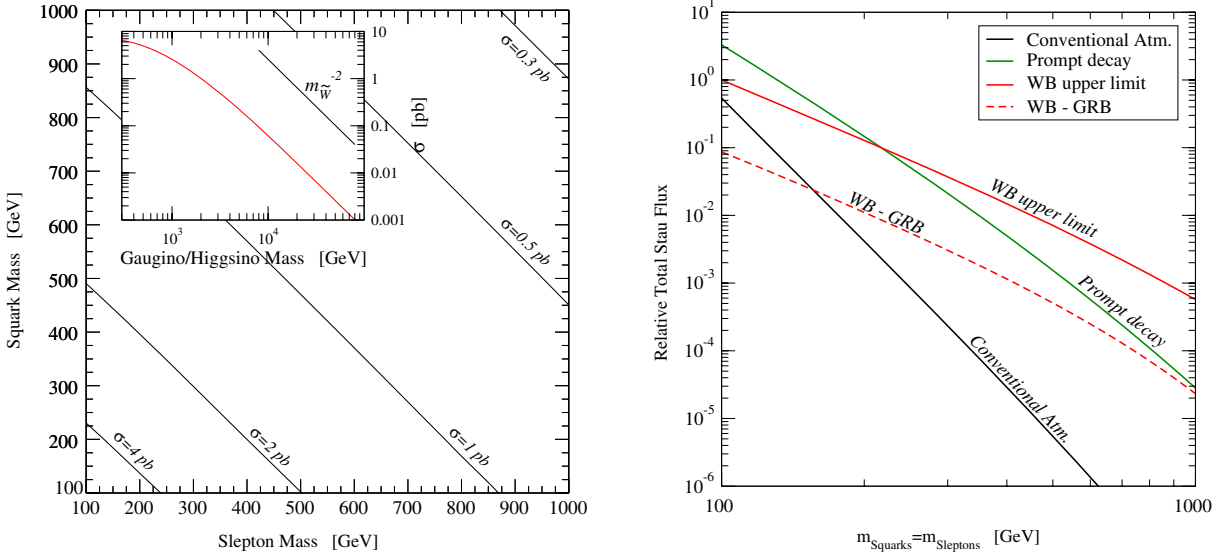 1000
900
800
700
600
500
400
300
200
100
100 200 300 400 500 600 700 800 900 1000
Squark Mass [GeV]
Slepton Mass [GeV]
σ=0.3 pb
σ=0.5 pb
σ=1 pb
σ=2 pb
σ=4 pb
10
1
0.1
0.01
0.001
σ [pb]
m_W̃^-2
10^3 10^4
Gaugino/Higgsino Mass [GeV]
10^1
10^0
10^-1
10^-2
10^-3
10^-4
10^-5
10^-6
100 1000
Relative Total Stau Flux
m_Squarks=m_Sleptons [GeV]
Conventional Atm.
Prompt decay
WB upper limit
WB - GRB
WB upper limit
WB - GRB
Prompt decay
Conventional Atm.